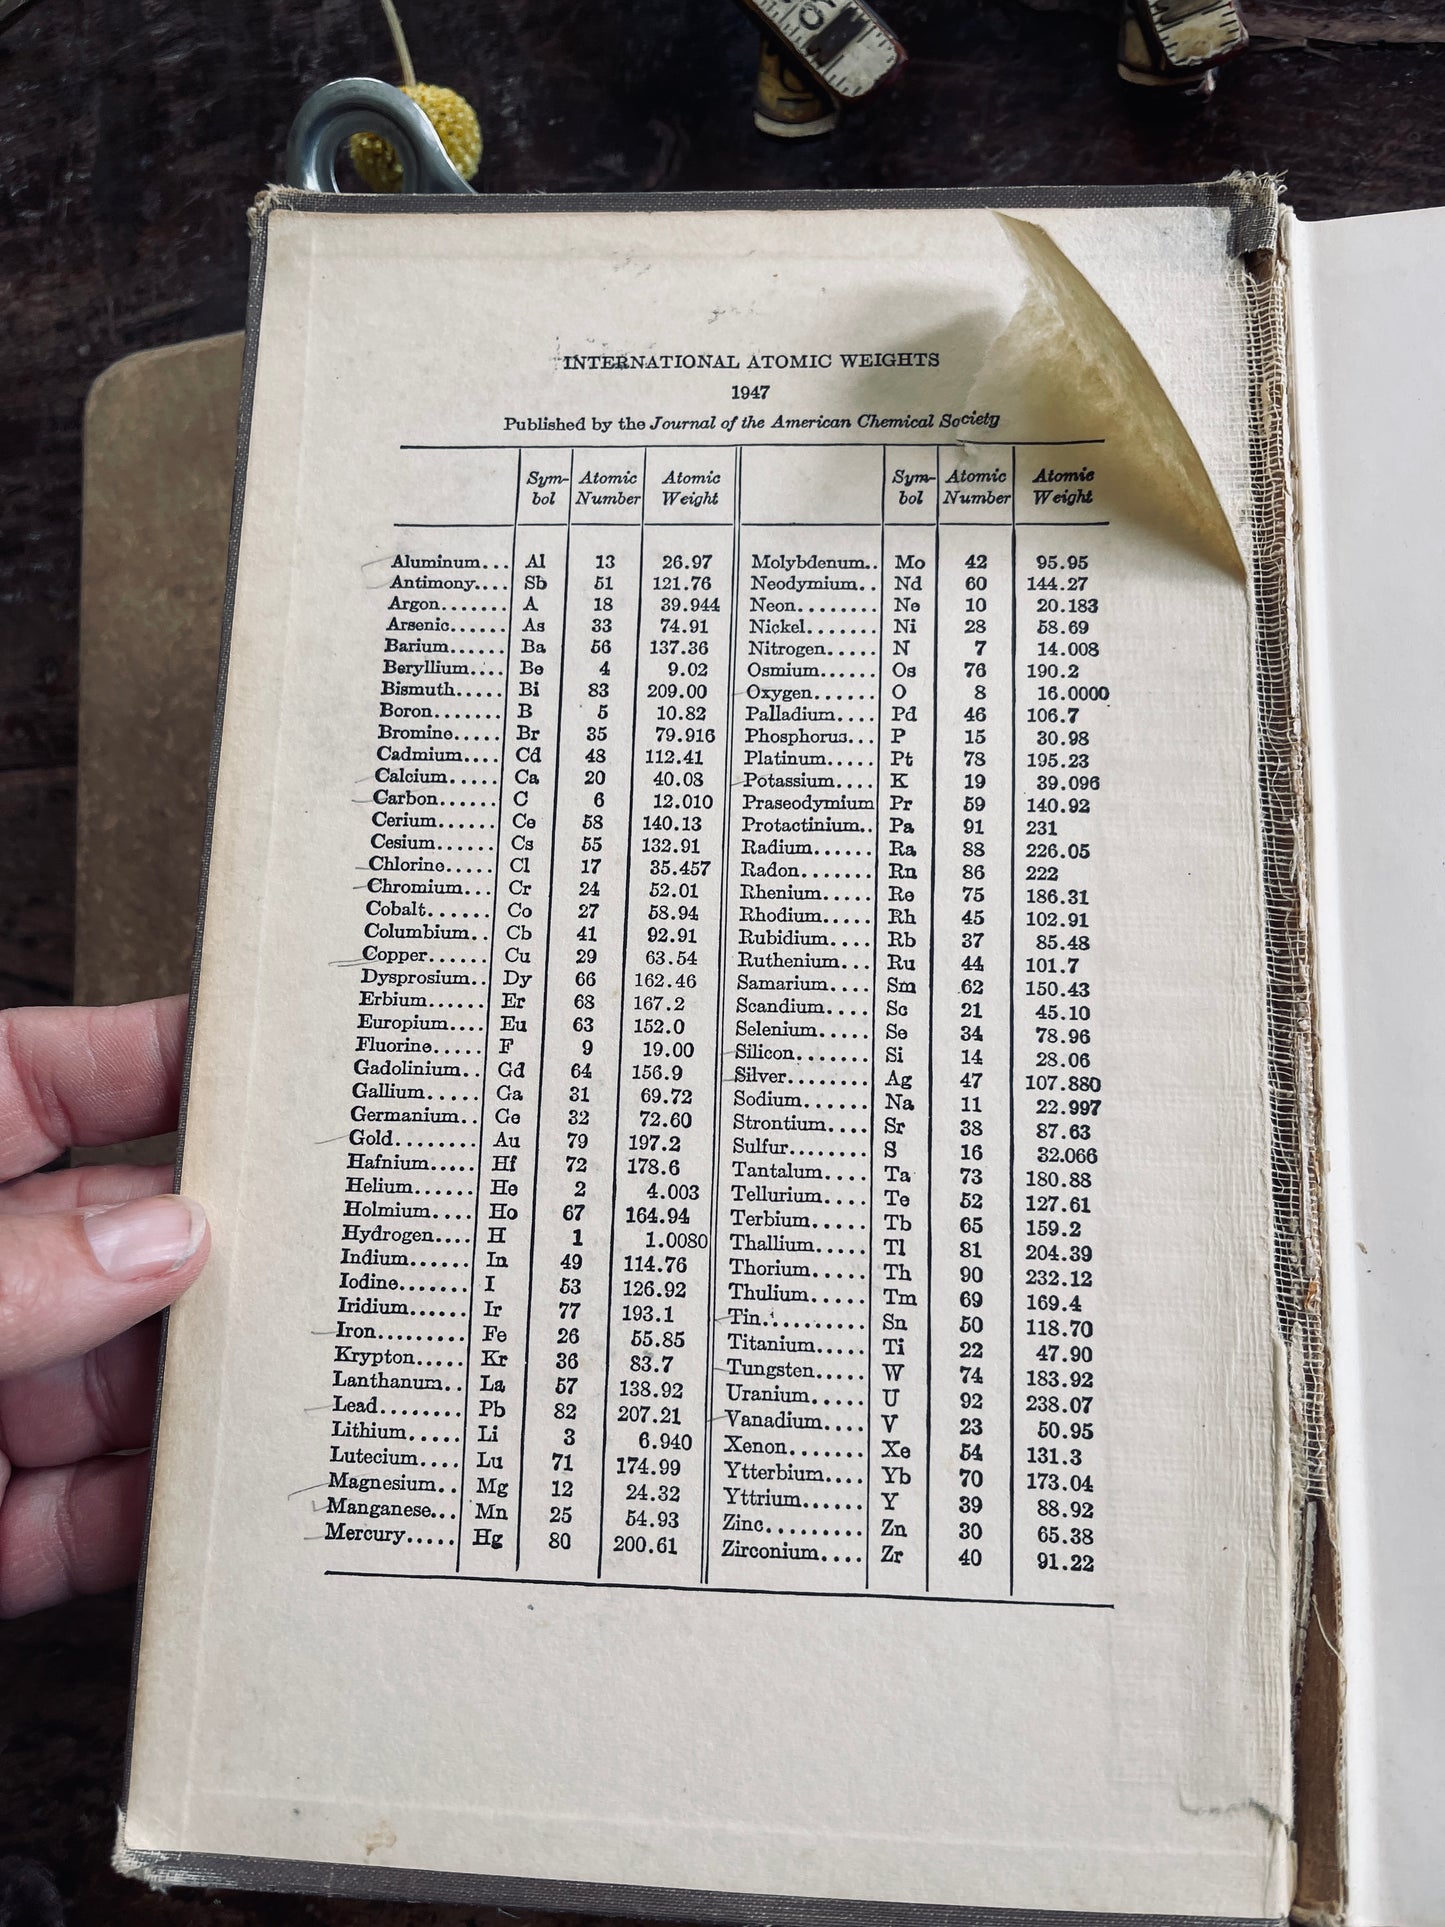 INTERNATIONAL ATOMIC WEIGHTS
1947
Published by the Journal of the American Chemical Society
Sym-bol Atomic Number Atomic Weight Sym-bol Atomic Number Atomic Weight
Aluminum... Al 13 26.97 Molybdenum.. Mo 42 95.95
Antimony.... Sb 51 121.76 Neodymium.. Nd 60 144.27
Argon....... A 18 39.944 Neon........ Ne 10 20.183
Arsenic...... As 33 74.91 Nickel....... Ni 28 58.69
Barium...... Ba 56 137.36 Nitrogen..... N 7 14.008
Beryllium.... Be 4 9.02 Osmium...... Os 76 190.2
Bismuth..... Bi 83 209.00 Oxygen...... O 8 16.0000
Boron....... B 5 10.82 Palladium.... Pd 46 106.7
Bromine..... Br 35 79.916 Phosphorus... P 15 30.98
Cadmium.... Cd 48 112.41 Platinum..... Pt 78 195.23
Calcium..... Ca 20 40.08 Potassium.... K 19 39.096
Carbon...... C 6 12.010 Praseodymium Pr 59 140.92
Cerium...... Ce 58 140.13 Protactinium.. Pa 91 231
Cesium...... Cs 55 132.91 Radium...... Ra 88 226.05
Chlorine..... Cl 17 35.457 Radon....... Rn 86 222
Chromium... Cr 24 52.01 Rhenium..... Re 75 186.31
Cobalt...... Co 27 58.94 Rhodium..... Rh 45 102.91
Columbium.. Cb 41 92.91 Rubidium.... Rb 37 85.48
Copper...... Cu 29 63.54 Ruthenium... Ru 44 101.7
Dysprosium.. Dy 66 162.46 Samarium.... Sm 62 150.43
Erbium...... Er 68 167.2 Scandium.... Sc 21 45.10
Europium.... Eu 63 152.0 Selenium..... Se 34 78.96
Fluorine..... F 9 19.00 Silicon....... Si 14 28.06
Gadolinium.. Gd 64 156.9 Silver........ Ag 47 107.880
Gallium..... Ga 31 69.72 Sodium...... Na 11 22.997
Germanium.. Ge 32 72.60 Strontium.... Sr 38 87.63
Gold........ Au 79 197.2 Sulfur........ S 16 32.066
Hafnium..... Hf 72 178.6 Tantalum.... Ta 73 180.88
Helium...... He 2 4.003 Tellurium.... Te 52 127.61
Holmium.... Ho 67 164.94 Terbium..... Tb 65 159.2
Hydrogen.... H 1 1.0080 Thallium..... Tl 81 204.39
Indium...... In 49 114.76 Thorium..... Th 90 232.12
Iodine....... I 53 126.92 Thulium..... Tm 69 169.4
Iridium...... Ir 77 193.1 Tin.......... Sn 50 118.70
Iron......... Fe 26 55.85 Titanium..... Ti 22 47.90
Krypton..... Kr 36 83.7 Tungsten..... W 74 183.92
Lanthanum.. La 57 138.92 Uranium..... U 92 238.07
Lead........ Pb 82 207.21 Vanadium.... V 23 50.95
Lithium..... Li 3 6.940 Xenon....... Xe 54 131.3
Lutecium.... Lu 71 174.99 Ytterbium.... Yb 70 173.04
Magnesium.. Mg 12 24.32 Yttrium...... Y 39 88.92
Manganese... Mn 25 54.93 Zinc......... Zn 30 65.38
Mercury..... Hg 80 200.61 Zirconium.... Zr 40 91.22